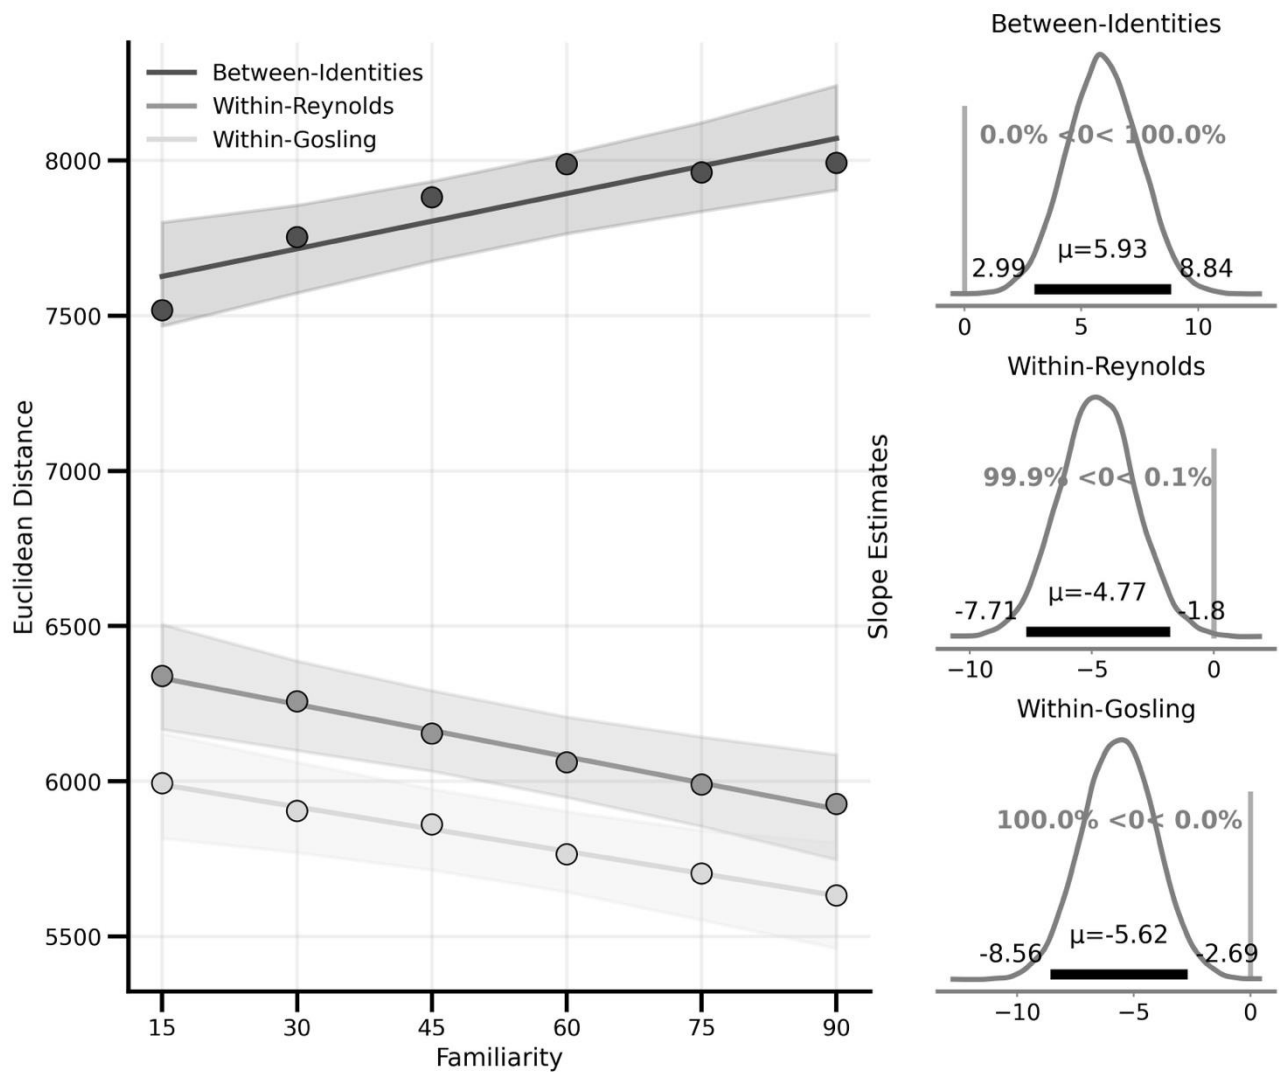 Between-Identities
Within-Reynolds
Within-Gosling
Euclidean Distance
8000
7500
7000
6500
6000
5500
15 30 45 60 75 90
Familiarity
Slope Estimates
Between-Identities
0.0% <0< 100.0%
μ=5.93
2.99 8.84
0 5 10
Within-Reynolds
99.9% <0< 0.1%
μ=-4.77
-7.71 -1.8
−10 −5 0
Within-Gosling
100.0% <0< 0.0%
μ=-5.62
-8.56 -2.69
−10 −5 0